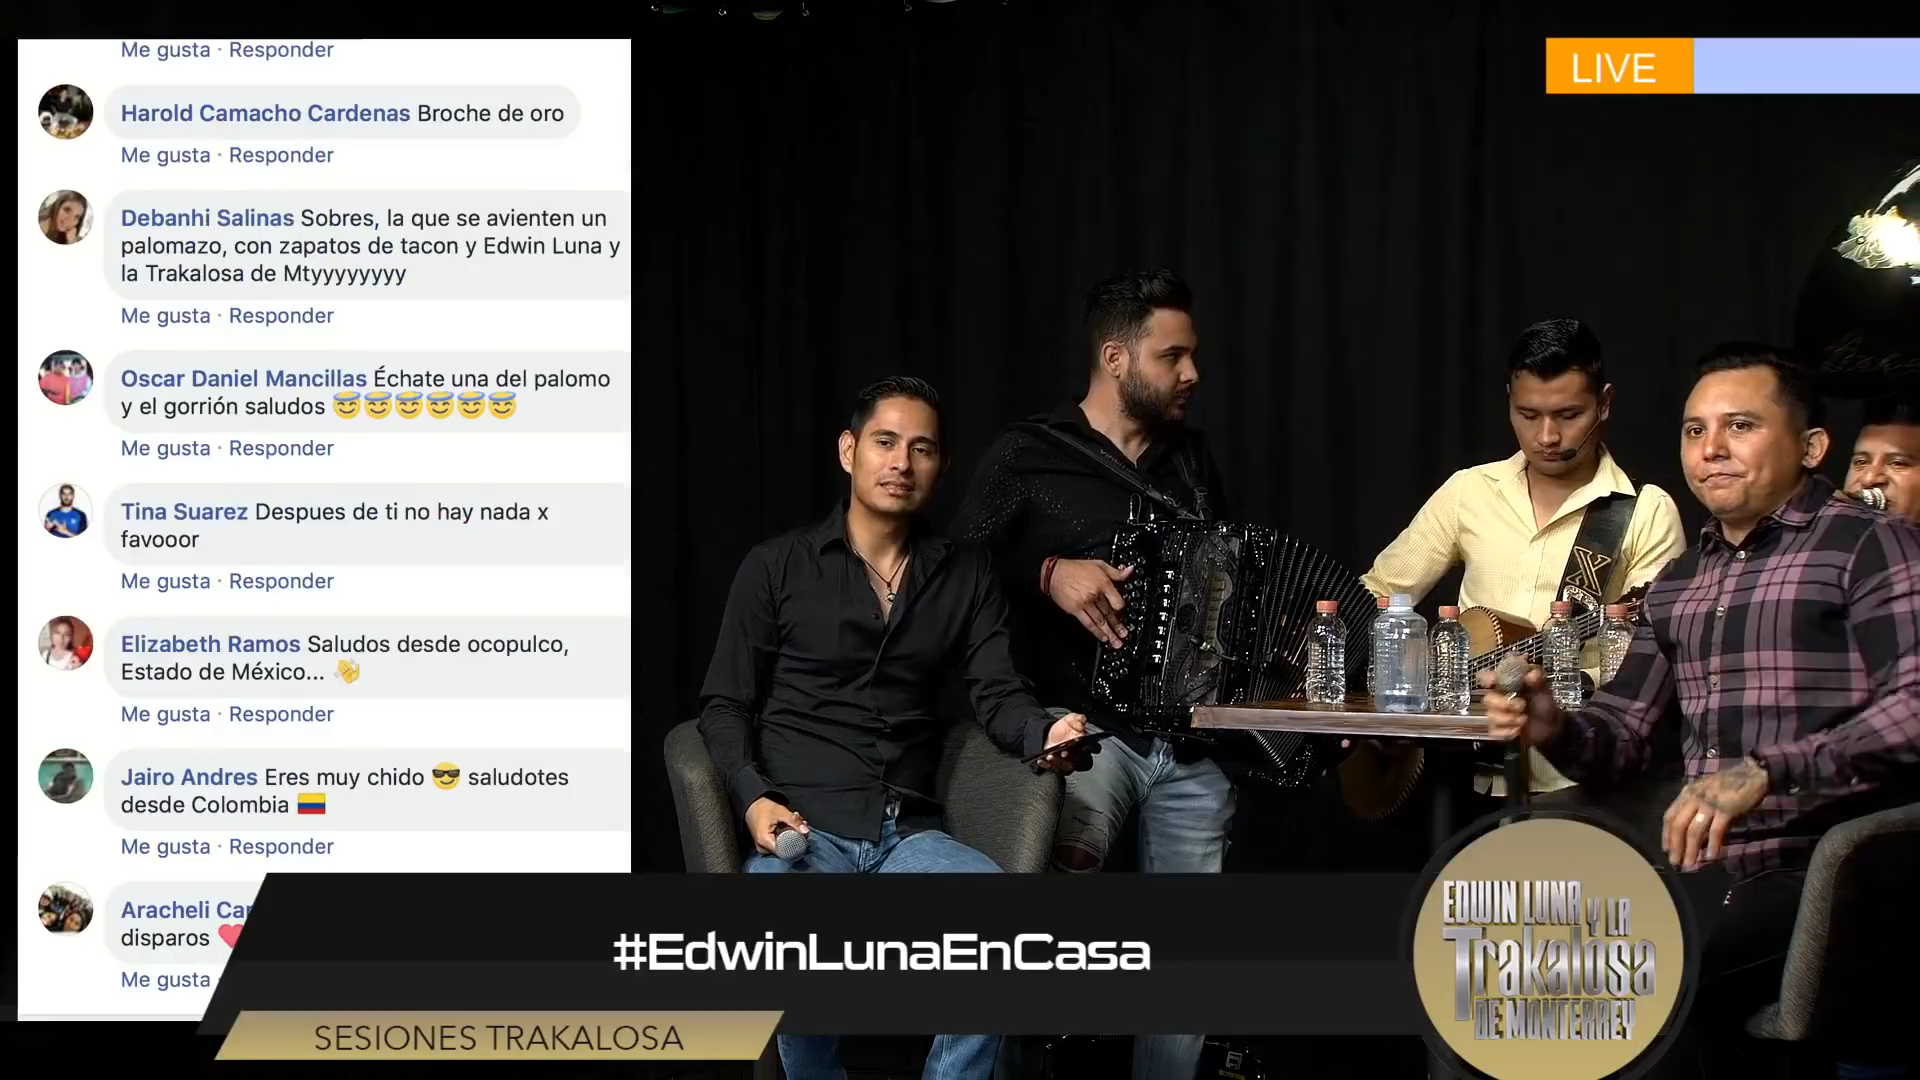 Me gusta · Responder
Harold Camacho Cardenas Broche de oro
Me gusta · Responder
Debanhi Salinas Sobres, la que se avienten un
palomazo, con zapatos de tacon y Edwin Luna y
la Trakalosa de Mtyyyyyyyy
Me gusta · Responder
Oscar Daniel Mancillas Échate una del palomo
y el gorrión saludos 😇😇😇😇😇😇
Me gusta · Responder
Tina Suarez Despues de ti no hay nada x
favooor
Me gusta · Responder
Elizabeth Ramos Saludos desde ocopulco,
Estado de México... 👋
Me gusta · Responder
Jairo Andres Eres muy chido 😎 saludotes
desde Colombia 🇨🇴
Me gusta · Responder
Aracheli
disparos
Me gusta ·
LIVE
#EdwinLunaEnCasa
SESIONES TRAKALOSA
EDWIN LUNA Y LA
Trakalosa
DE MONTERREY